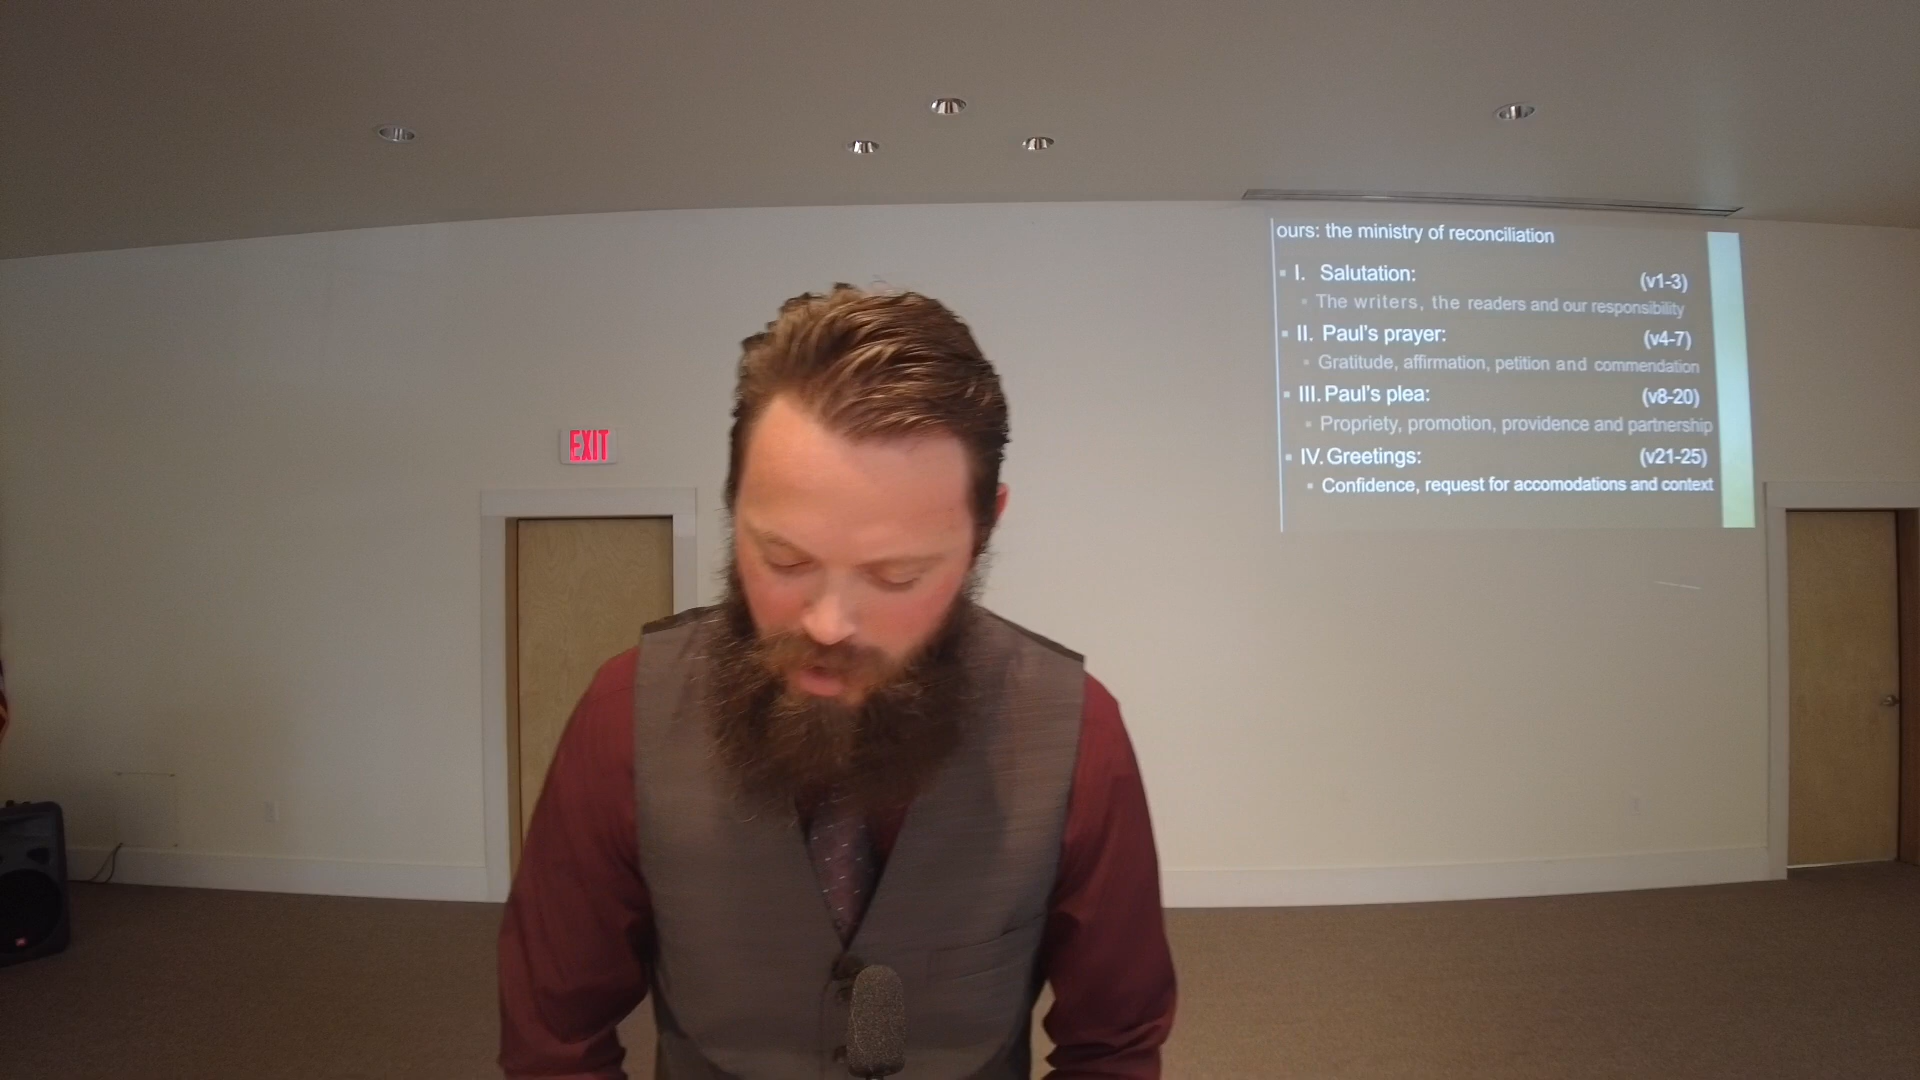 ours: the ministry of reconciliation
I. Salutation: (v1-3)
The writers, the readers and our responsibility
II. Paul's prayer: (v4-7)
Gratitude, affirmation, petition and commendation
III. Paul's plea: (v8-20)
Propriety, promotion, providence and partnership
IV. Greetings: (v21-25)
Confidence, request for accomodations and context
EXIT